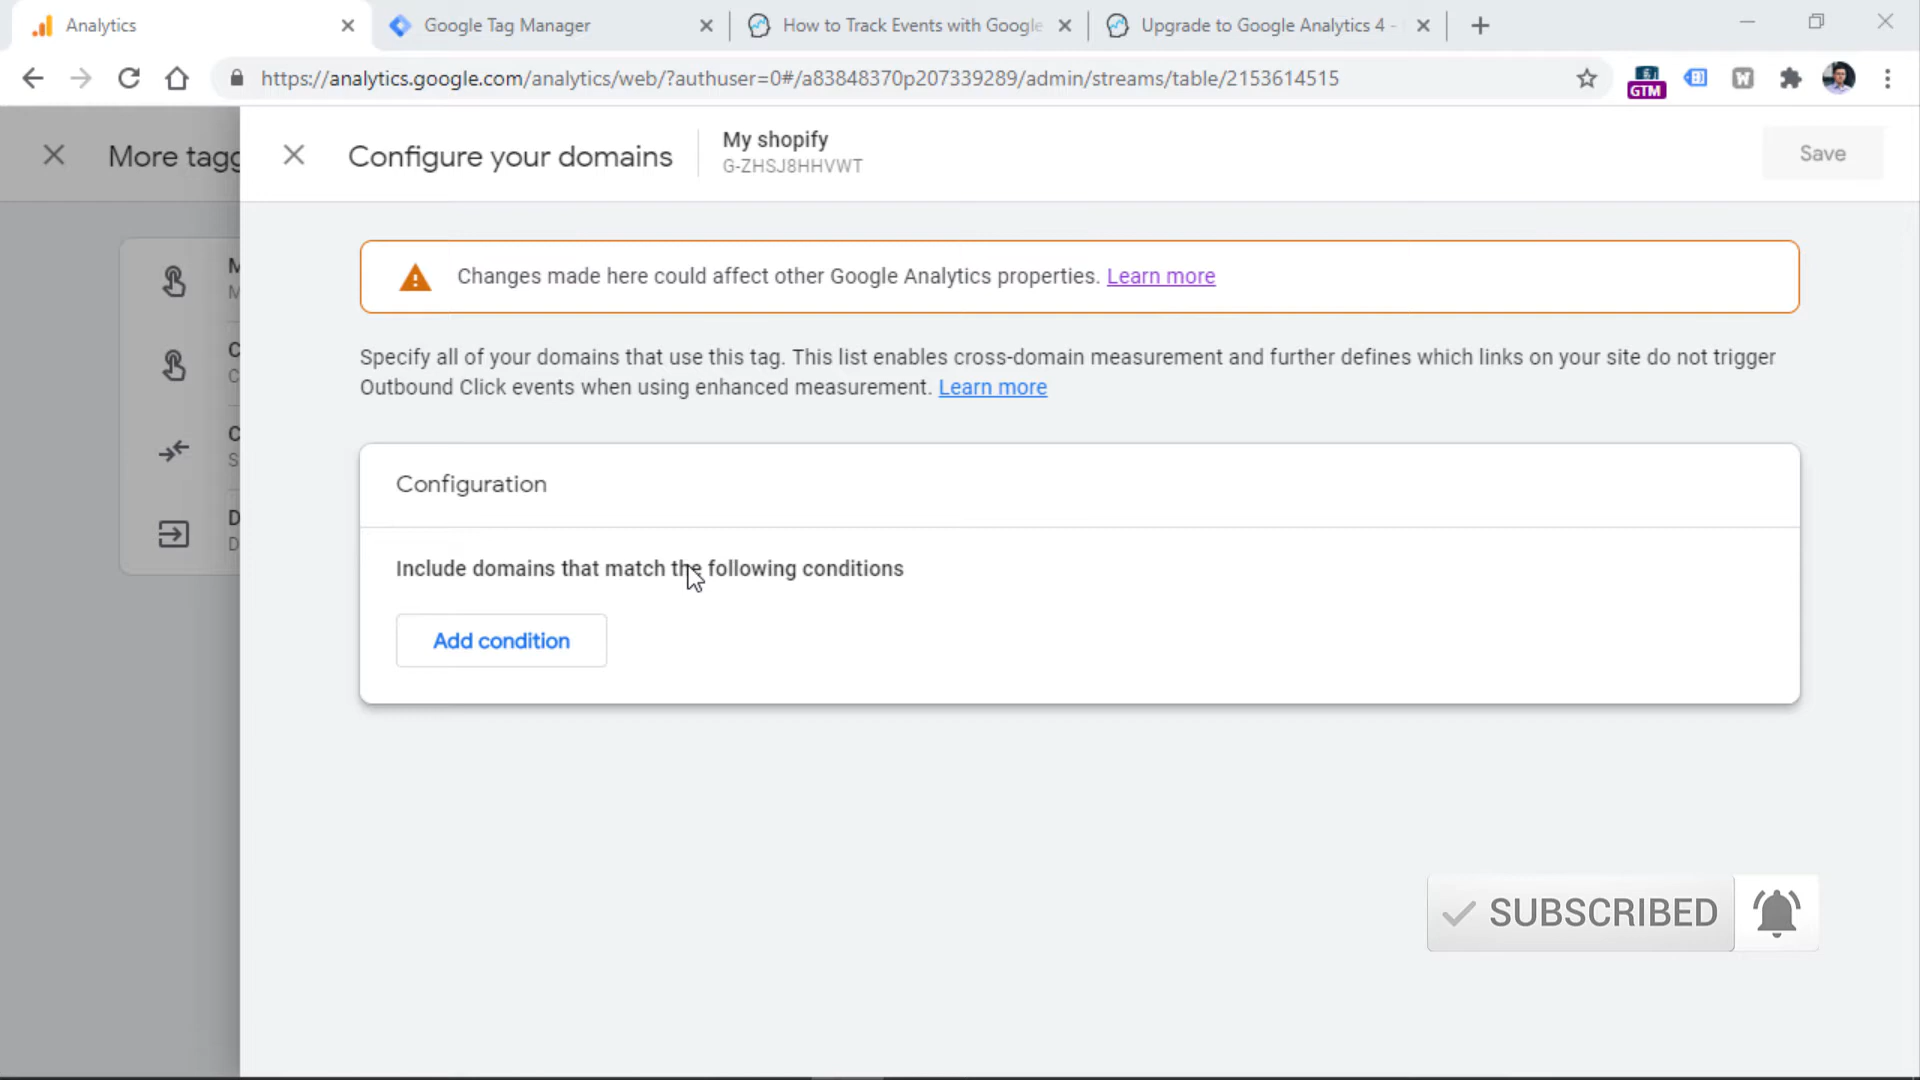 Analytics
Google Tag Manager
How to Track Events with Google
Upgrade to Google Analytics 4 -
https://analytics.google.com/analytics/web/?authuser=0#/a83848370p207339289/admin/streams/table/2153614515
GTM
W
More tagg
Configure your domains
My shopify
G-ZHSJ8HHVWT
Save
Changes made here could affect other Google Analytics properties. Learn more
Specify all of your domains that use this tag. This list enables cross-domain measurement and further defines which links on your site do not trigger
Outbound Click events when using enhanced measurement. Learn more
M
M
C
C
C
S
D
D
Configuration
Include domains that match the following conditions
Add condition
SUBSCRIBED